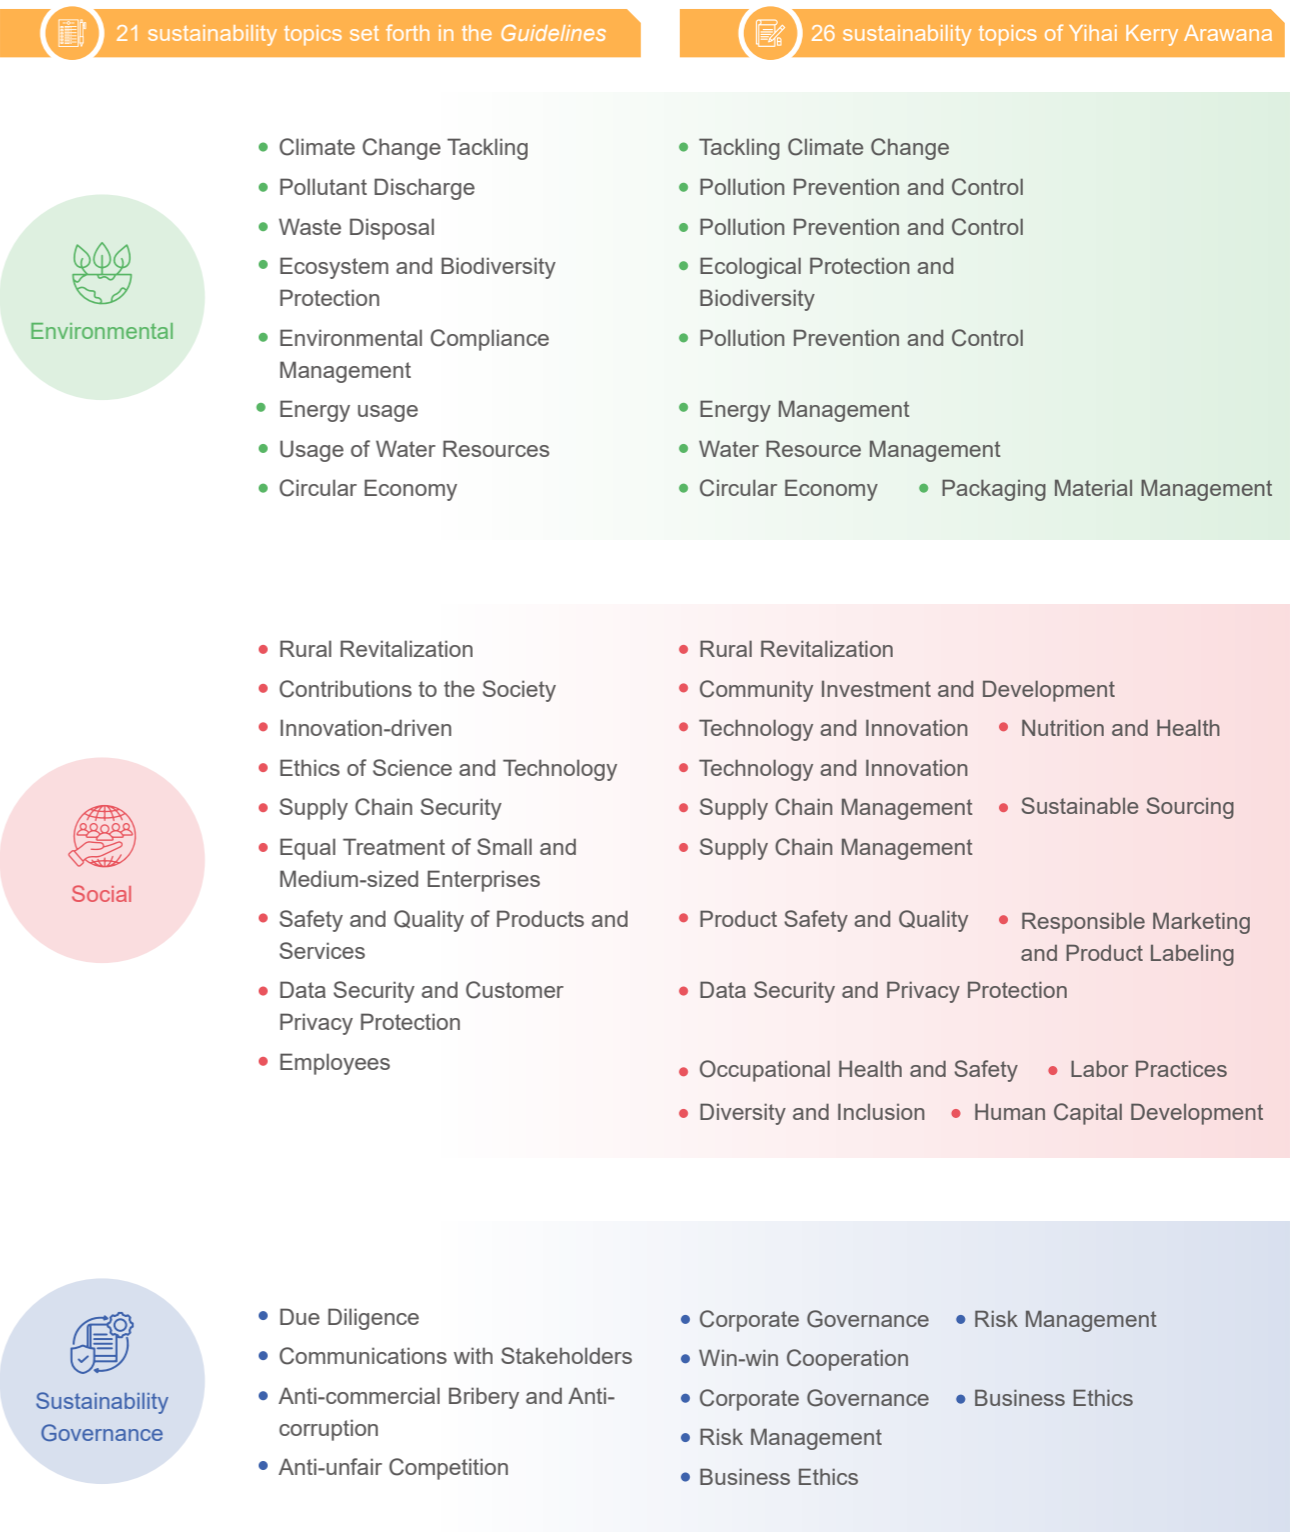 21 sustainability topics set forth in the Guidelines
26 sustainability topics of Yihai Kerry Arawana
Environmental
Climate Change Tackling
Tackling Climate Change
Pollutant Discharge
Pollution Prevention and Control
Waste Disposal
Pollution Prevention and Control
Ecosystem and Biodiversity
Protection
Ecological Protection and
Biodiversity
Environmental Compliance
Management
Pollution Prevention and Control
Energy usage
Energy Management
Usage of Water Resources
Water Resource Management
Circular Economy
Circular Economy
Packaging Material Management
Social
Rural Revitalization
Rural Revitalization
Contributions to the Society
Community Investment and Development
Innovation-driven
Technology and Innovation
Nutrition and Health
Ethics of Science and Technology
Technology and Innovation
Supply Chain Security
Supply Chain Management
Sustainable Sourcing
Equal Treatment of Small and
Medium-sized Enterprises
Supply Chain Management
Safety and Quality of Products and
Services
Product Safety and Quality
Responsible Marketing
and Product Labeling
Data Security and Customer
Privacy Protection
Data Security and Privacy Protection
Employees
Occupational Health and Safety
Labor Practices
Diversity and Inclusion
Human Capital Development
Sustainability
Governance
Due Diligence
Corporate Governance
Risk Management
Communications with Stakeholders
Win-win Cooperation
Anti-commercial Bribery and Anti-
corruption
Corporate Governance
Business Ethics
Risk Management
Anti-unfair Competition
Business Ethics